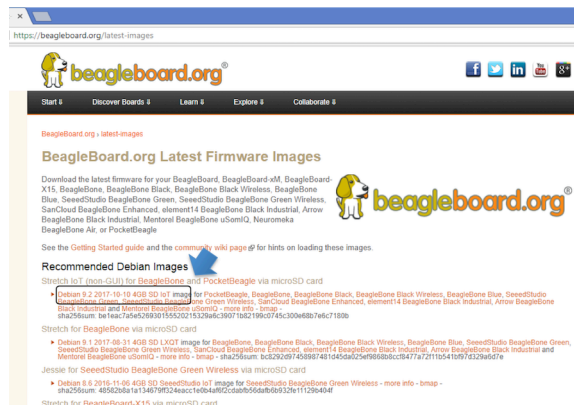 https://beagleboard.org/latest-images
beagleboard.org®
Start
Discover Boards
Learn
Explore
Collaborate
BeagleBoard.org › latest-images
BeagleBoard.org Latest Firmware Images
Download the latest firmware for your BeagleBoard, BeagleBoard-xM, BeagleBoard-
X15, BeagleBone, BeagleBone Black, BeagleBone Black Wireless, BeagleBone
Blue, SeeedStudio BeagleBone Green, SeeedStudio BeagleBone Green Wireless,
SanCloud BeagleBone Enhanced, element14 BeagleBone Black Industrial, Arrow
BeagleBone Black Industrial, Mentorel BeagleBone uSomIQ, Neuromeka
BeagleBone Air, or PocketBeagle
beagleboard.org®
See the Getting Started guide and the community wiki page for hints on loading these images.
Recommended Debian Images
Stretch IoT (non-GUI) for BeagleBone and PocketBeagle via microSD card
Debian 9.2 2017-10-10 4GB SD IoT image for PocketBeagle, BeagleBone, BeagleBone Black, BeagleBone Black Wireless, BeagleBone Blue, SeeedStudio
BeagleBone Green, SeeedStudio BeagleBone Green Wireless, SanCloud BeagleBone Enhanced, element14 BeagleBone Black Industrial, Arrow BeagleBone
Black Industrial and Mentorel BeagleBone uSomIQ - more info - bmap -
Stretch for BeagleBone via microSD card
Debian 9.1 2017-08-31 4GB SD LXQT image for BeagleBone, BeagleBone Black, BeagleBone Black Wireless, BeagleBone Blue, SeeedStudio BeagleBone Green,
SeeedStudio BeagleBone Green Wireless, SanCloud BeagleBone Enhanced, element14 BeagleBone Black Industrial, Arrow BeagleBone Black Industrial and
Mentorel BeagleBone uSomIQ - more info - bmap -
Jessie for SeeedStudio BeagleBone Green Wireless via microSD card
Debian 8.6 2016-11-06 4GB SD SeeedStudio IoT image for SeeedStudio BeagleBone Green Wireless - more info - bmap -
Stretch for BeagleBoard-X15 via microSD card